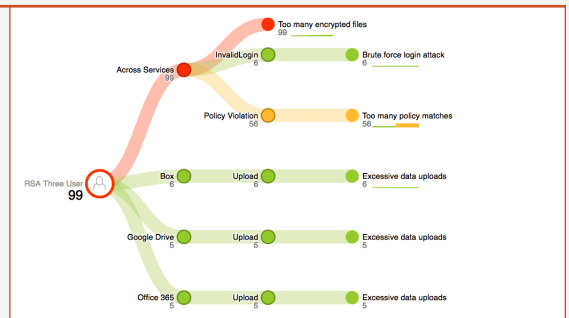 Too many encrypted files
99
InvalidLogin
6
Brute force login attack
6
Across Services
99
Policy Violation
56
Too many policy matches
56
RSA Three User
99
Box
6
Upload
6
Excessive data uploads
6
Google Drive
5
Upload
5
Excessive data uploads
5
Office 365
5
Upload
5
Excessive data uploads
5